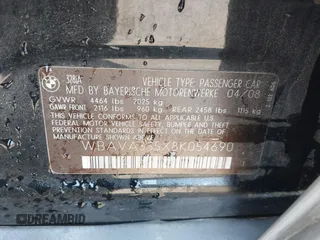 328iA VEHICLE TYPE PASSENGER CAR
MFD BY BAYERISCHE MOTORENWERKE 04/08
GVWR 4464 lbs 2025 kg
GAWR FRONT 2116 lbs 960 kg REAR 2458 lbs 1115 kg
THIS VEHICLE CONFORMS TO ALL APPLICABLE
FEDERAL MOTOR VEHICLE SAFETY, BUMPER, AND
THEFT PREVENTION STANDARDS IN EFFECT ON THE DATE
OF MANUFACTURE SHOWN ABOVE
DREAMBID